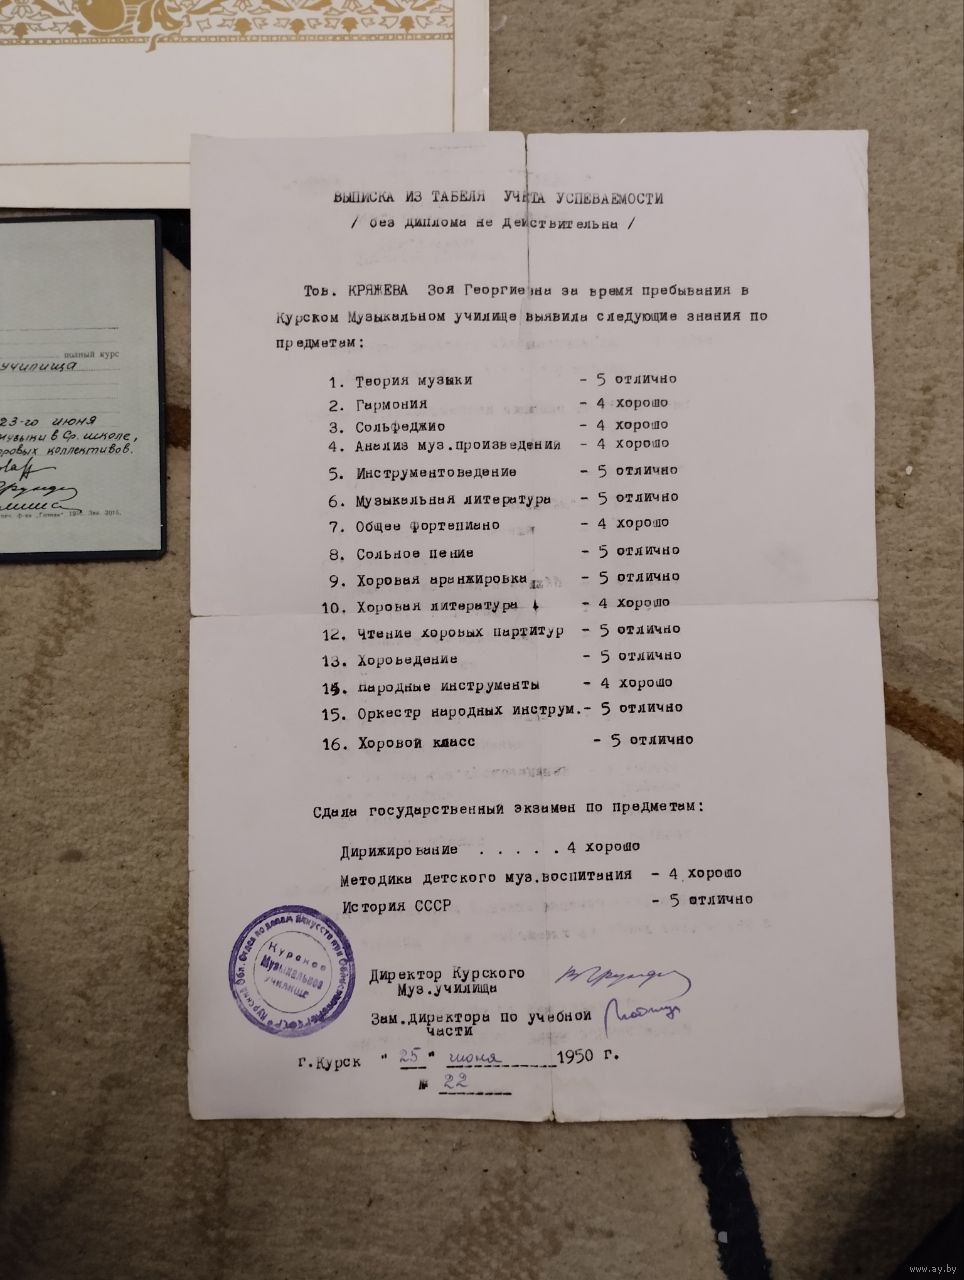 полный курс
училища
23-го июня
музыки в ср. школе,
хоровых коллективов.
ВЫПИСКА ИЗ ТАБЕЛЯ УЧЕТА УСПЕВАЕМОСТИ
/ без диплома не действительна /
Тов. КРЯЖЕВА Зоя Георгиевна за время пребывания в
Курском Музыкальном училище выявила следующие знания по
предметам:
1. Теория музыки - 5 отлично
2. Гармония - 4 хорошо
3. Сольфеджио - 4 хорошо
4. Анализ муз.произведений - 4 хорошо
5. Инструментоведение - 5 отлично
6. Музыкальная литература - 5 отлично
7. Общее фортепиано - 4 хорошо
8. Сольное пение - 5 отлично
9. Хоровая аранжировка - 5 отлично
10. Хоровая литература - 4 хорошо
12. Чтение хоровых партитур - 5 отлично
13. Хороведение - 5 отлично
14. Народные инструменты - 4 хорошо
15. Оркестр народных инструм.- 5 отлично
16. Хоровой класс - 5 отлично
Сдала государственный экзамен по предметам:
Дирижирование . . . . . 4 хорошо
Методика детского муз.воспитания - 4 хорошо
История СССР - 5 отлично
Курское
Музыкальное
училище
Директор Курского
Муз.училища
Зам.директора по учебной
части
г.Курск "25" июня 1950 г.
№ 22
www.ay.by